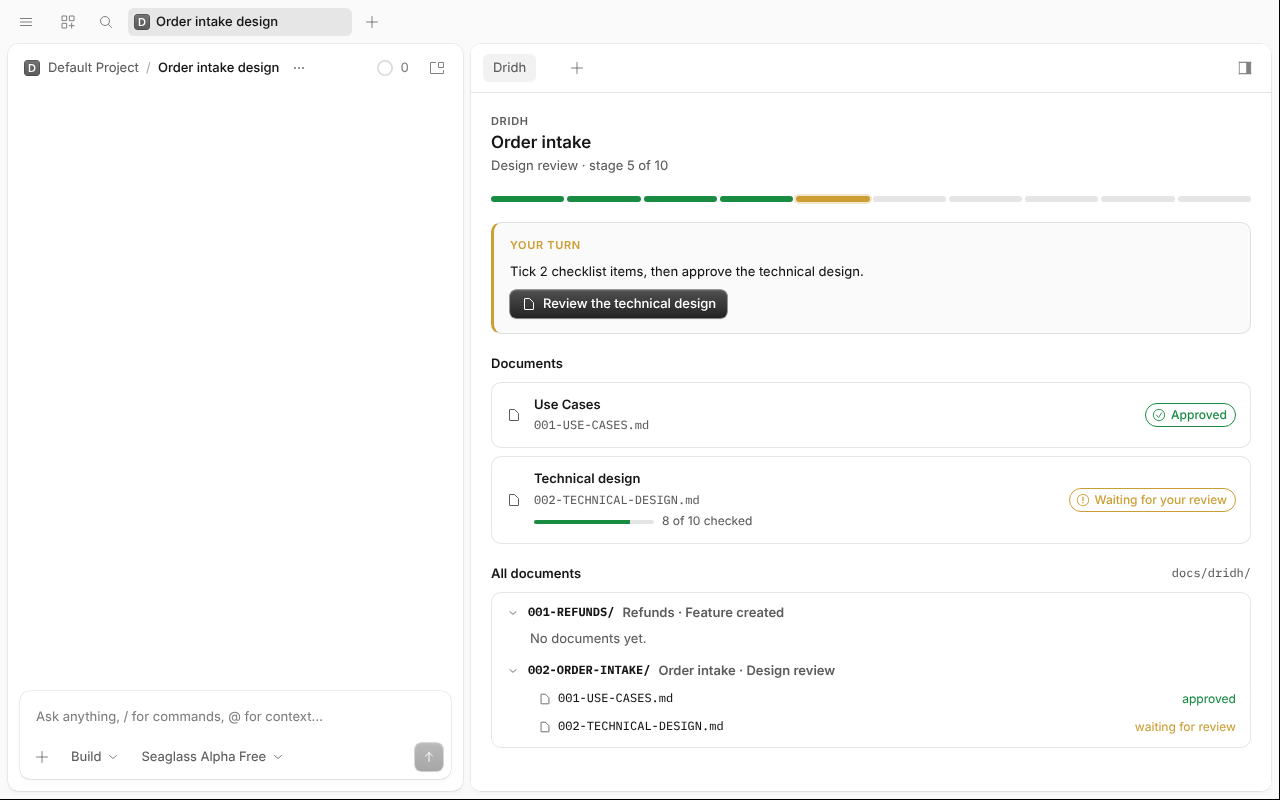 D Order intake design
D Default Project / Order intake design ... 0
Ask anything, / for commands, @ for context...
Build Seaglass Alpha Free
Dridh
DRIDH
Order intake
Design review · stage 5 of 10
YOUR TURN
Tick 2 checklist items, then approve the technical design.
Review the technical design
Documents
Use Cases
001-USE-CASES.md
Approved
Technical design
002-TECHNICAL-DESIGN.md
8 of 10 checked
Waiting for your review
All documents docs/dridh/
001-REFUNDS/ Refunds · Feature created
No documents yet.
002-ORDER-INTAKE/ Order intake · Design review
001-USE-CASES.md approved
002-TECHNICAL-DESIGN.md waiting for review